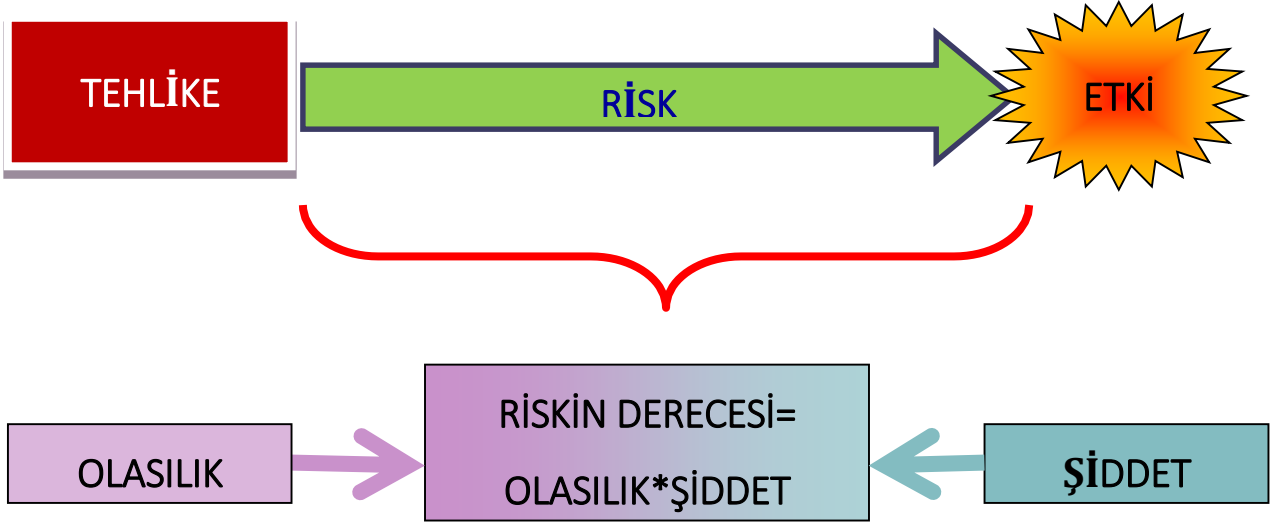 TEHLİKE
RİSK
ETKİ
RİSKİN DERECESİ=
OLASILIK*ŞİDDET
OLASILIK
ŞİDDET